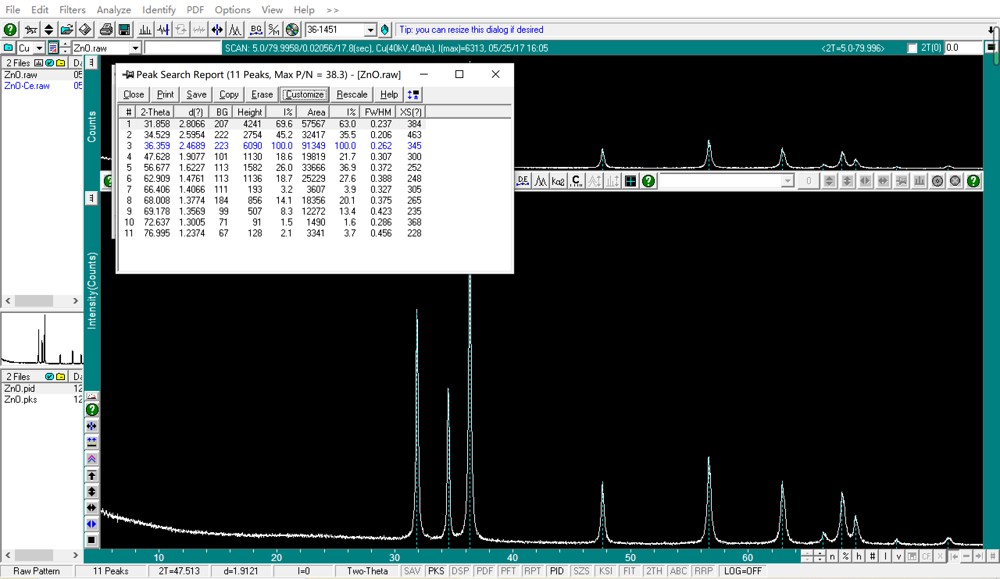 File Edit Filters Analyze Identify PDF Options View Help >>
BG S/M 36-1451 Tip: you can resize this dialog if desired
Cu ZnO.raw SCAN: 5.0/79.9958/0.02056/17.8(sec), Cu(40kV,40mA), I(max)=6313, 05/25/17 16:05 <2T=5.0-79.996> 2T(0) 0.0
2 Files Da
ZnO.raw 05
ZnO-Ce.raw 05
Counts
Peak Search Report (11 Peaks, Max P/N = 38.3) - [ZnO.raw]
Close Print Save Copy Erase Customize Rescale Help
# 2-Theta d(?) BG Height I% Area I% FWHM XS(?)
1 31.858 2.8066 207 4241 69.6 57567 63.0 0.237 384
2 34.529 2.5954 222 2754 45.2 32417 35.5 0.206 463
3 36.359 2.4689 223 6090 100.0 91349 100.0 0.262 345
4 47.628 1.9077 101 1130 18.6 19819 21.7 0.307 300
5 56.677 1.6227 113 1582 26.0 33666 36.9 0.372 252
6 62.909 1.4761 113 1136 18.7 25229 27.6 0.388 248
7 66.406 1.4066 111 193 3.2 3607 3.9 0.327 305
8 68.008 1.3774 184 856 14.1 18356 20.1 0.375 265
9 69.178 1.3569 99 507 8.3 12272 13.4 0.423 235
10 72.637 1.3005 71 91 1.5 1490 1.6 0.286 368
11 76.995 1.2374 67 128 2.1 3341 3.7 0.456 228
D.E kα2 C 0
Intensity(Counts)
2 Files Da
ZnO.pid 12
ZnO.pks 12
10 20 30 40 50 60
n % h # l v CF. X #
Raw Pattern 11 Peaks 2T=47.513 d=1.9121 I=0 Two-Theta SAV PKS DSP PDF PFT RPT PID SZS KSI FIT 2TH ABC RRP LOG=OFF